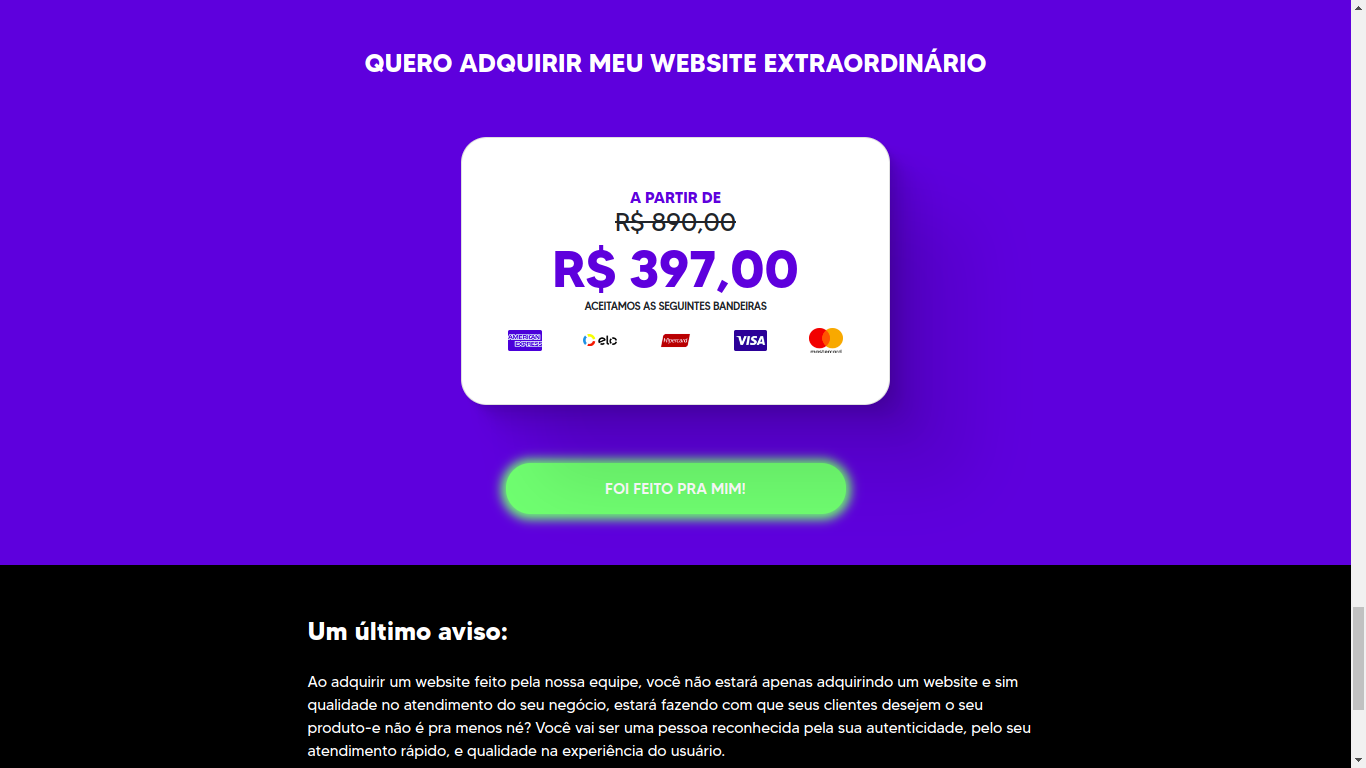 QUERO ADQUIRIR MEU WEBSITE EXTRAORDINÁRIO
A PARTIR DE
R$ 890,00
R$ 397,00
ACEITAMOS AS SEGUINTES BANDEIRAS
AMERICAN
EXPRESS
elo
Hipercard
VISA
mastercard
FOI FEITO PRA MIM!
Um último aviso:
Ao adquirir um website feito pela nossa equipe, você não estará apenas adquirindo um website e sim
qualidade no atendimento do seu negócio, estará fazendo com que seus clientes desejem o seu
produto-e não é pra menos né? Você vai ser uma pessoa reconhecida pela sua autenticidade, pelo seu
atendimento rápido, e qualidade na experiência do usuário.